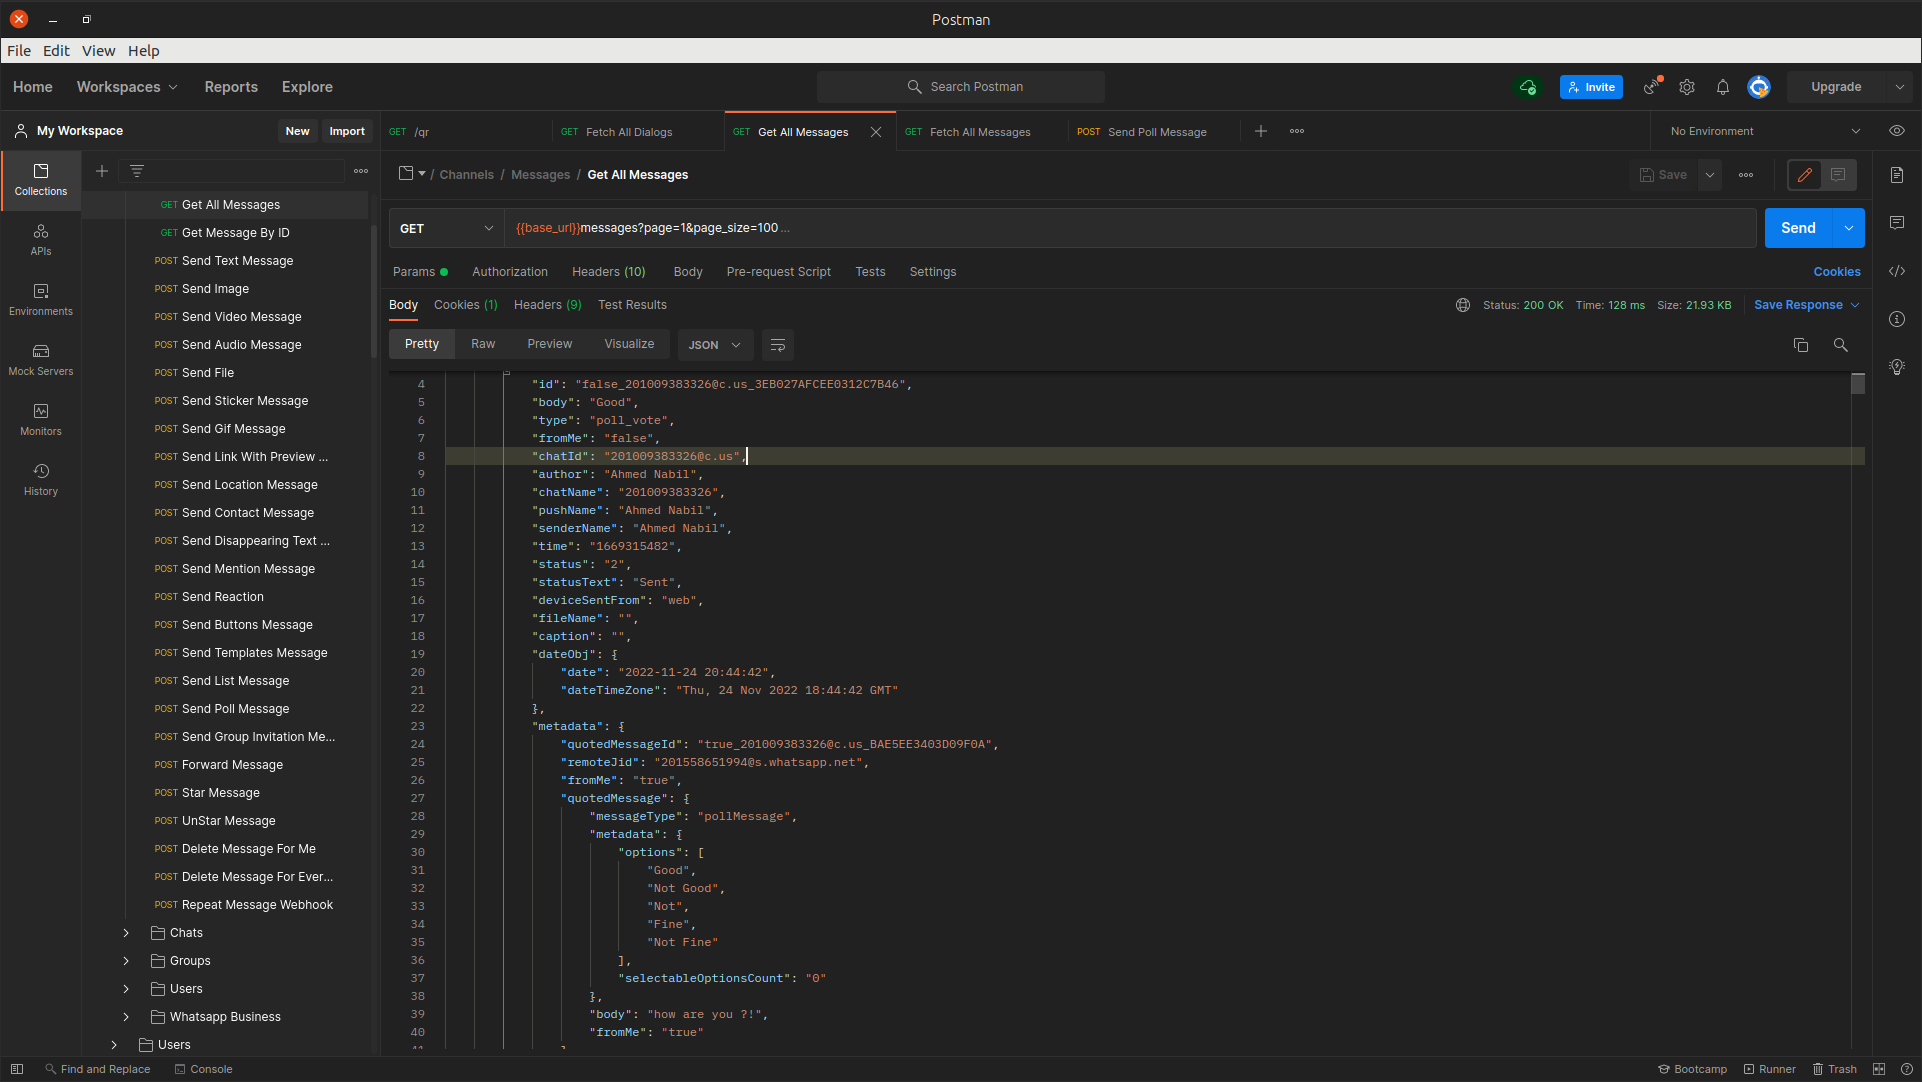 Postman
File Edit View Help
Home Workspaces Reports Explore Search Postman Invite Upgrade
My Workspace New Import
GET /qr GET Fetch All Dialogs GET Get All Messages GET Fetch All Messages POST Send Poll Message No Environment
/ Channels / Messages / Get All Messages Save
GET {{base_url}}messages?page=1&page_size=100 ... Send
Params Authorization Headers (10) Body Pre-request Script Tests Settings Cookies
Body Cookies (1) Headers (9) Test Results Status: 200 OK Time: 128 ms Size: 21.93 KB Save Response
Pretty Raw Preview Visualize JSON
Collections
APIs
Environments
Mock Servers
Monitors
History
GET Get All Messages
GET Get Message By ID
POST Send Text Message
POST Send Image
POST Send Video Message
POST Send Audio Message
POST Send File
POST Send Sticker Message
POST Send Gif Message
POST Send Link With Preview ...
POST Send Location Message
POST Send Contact Message
POST Send Disappearing Text ...
POST Send Mention Message
POST Send Reaction
POST Send Buttons Message
POST Send Templates Message
POST Send List Message
POST Send Poll Message
POST Send Group Invitation Me...
POST Forward Message
POST Star Message
POST UnStar Message
POST Delete Message For Me
POST Delete Message For Ever...
POST Repeat Message Webhook
Chats
Groups
Users
Whatsapp Business
Users
4 "id": "false_201009383326@c.us_3EB027AFCEE0312C7B46",
5 "body": "Good",
6 "type": "poll_vote",
7 "fromMe": "false",
8 "chatId": "201009383326@c.us",
9 "author": "Ahmed Nabil",
10 "chatName": "201009383326",
11 "pushName": "Ahmed Nabil",
12 "senderName": "Ahmed Nabil",
13 "time": "1669315482",
14 "status": "2",
15 "statusText": "Sent",
16 "deviceSentFrom": "web",
17 "fileName": "",
18 "caption": "",
19 "dateObj": {
20 "date": "2022-11-24 20:44:42",
21 "dateTimeZone": "Thu, 24 Nov 2022 18:44:42 GMT"
22 },
23 "metadata": {
24 "quotedMessageId": "true_201009383326@c.us_BAE5EE3403D09F0A",
25 "remoteJid": "201558651994@s.whatsapp.net",
26 "fromMe": "true",
27 "quotedMessage": {
28 "messageType": "pollMessage",
29 "metadata": {
30 "options": [
31 "Good",
32 "Not Good",
33 "Not",
34 "Fine",
35 "Not Fine"
36 ],
37 "selectableOptionsCount": "0"
38 },
39 "body": "how are you ?!",
40 "fromMe": "true"
Find and Replace Console Bootcamp Runner Trash